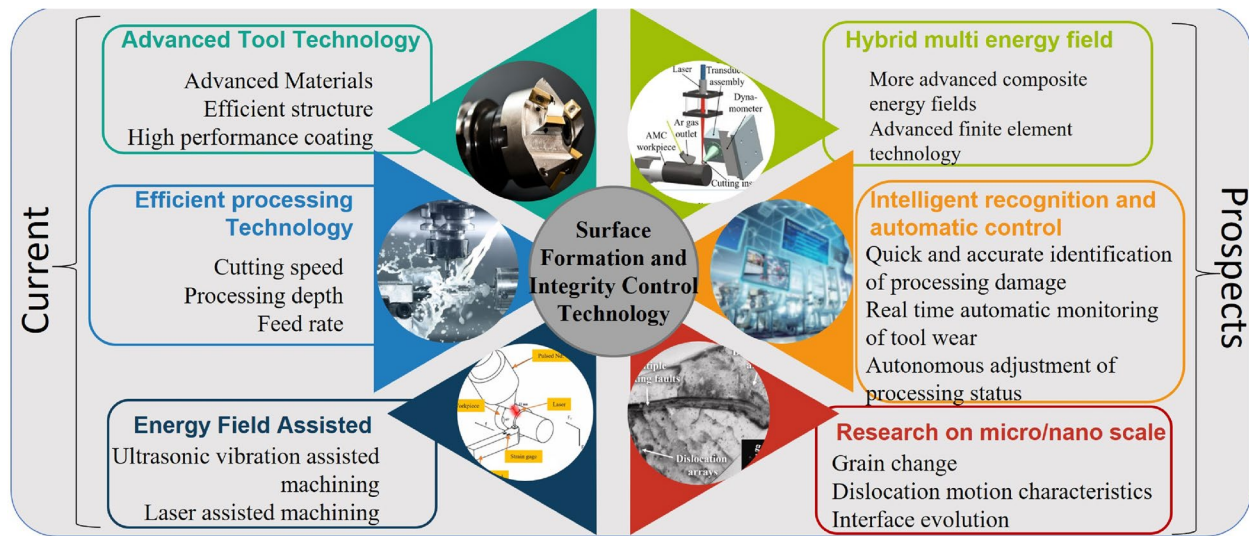 Current
Advanced Tool Technology
Advanced Materials
Efficient structure
High performance coating
Efficient processing
Technology
Cutting speed
Processing depth
Feed rate
Energy Field Assisted
Ultrasonic vibration assisted
machining
Laser assisted machining
Surface
Formation and
Integrity Control
Technology
Laser
assembly
Dyna-
mometer
Ar gas
outlet
AMC
workpiece
Pulsed
Laser
Strain gage
Dislocation
arrays
Hybrid multi energy field
More advanced composite
energy fields
Advanced finite element
technology
Intelligent recognition and
automatic control
Quick and accurate identification
of processing damage
Real time automatic monitoring
of tool wear
Autonomous adjustment of
processing status
Research on micro/nano scale
Grain change
Dislocation motion characteristics
Interface evolution
Prospects